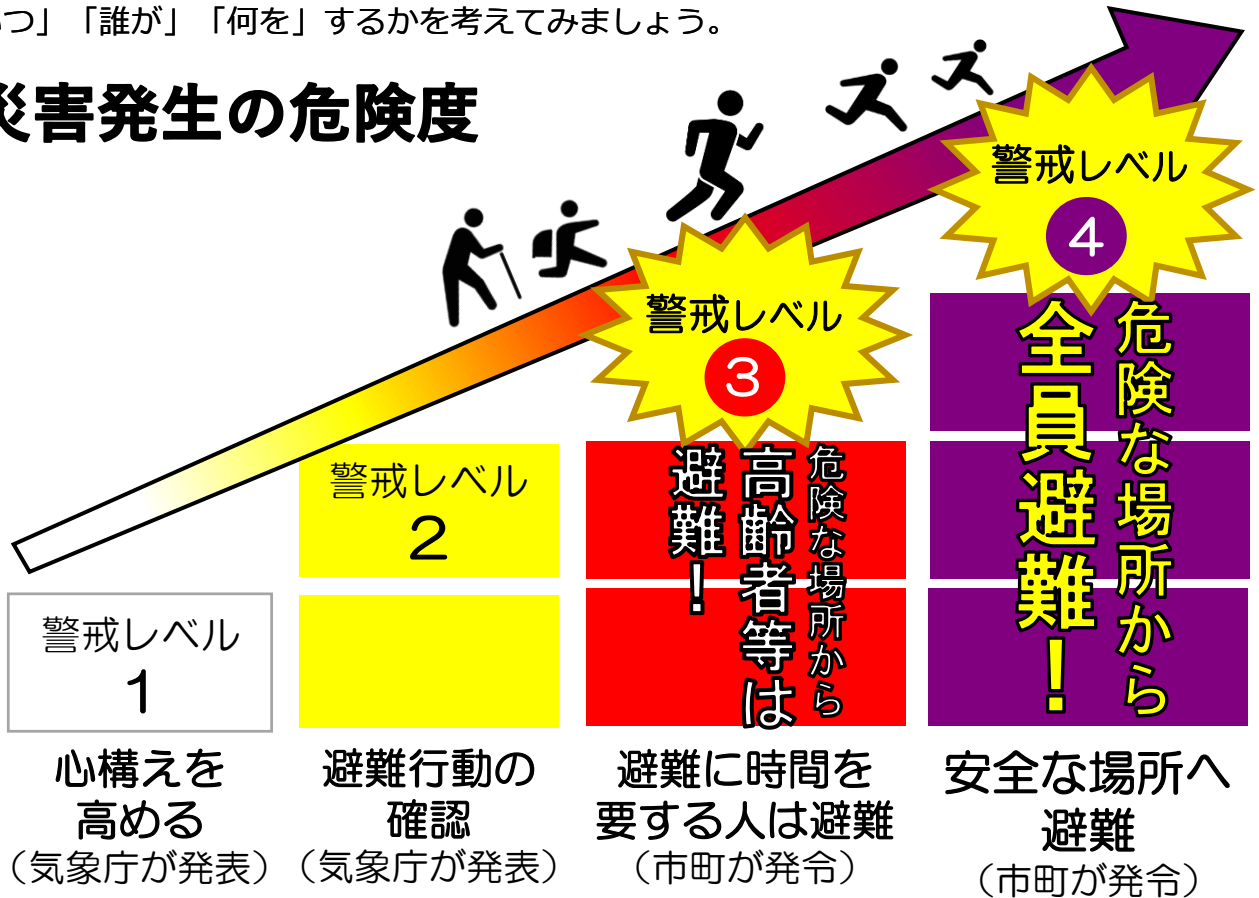 つ」「誰が」「何を」するかを考えてみましょう。
災害発生の危険度
警戒レベル
1
心構えを
高める
（気象庁が発表）
警戒レベル
2
避難行動の
確認
（気象庁が発表）
警戒レベル
3
危険な場所から
高齢者等は
避難！
避難に時間を
要する人は避難
（市町が発令）
警戒レベル
4
危険な場所から
全員避難！
安全な場所へ
避難
（市町が発令）